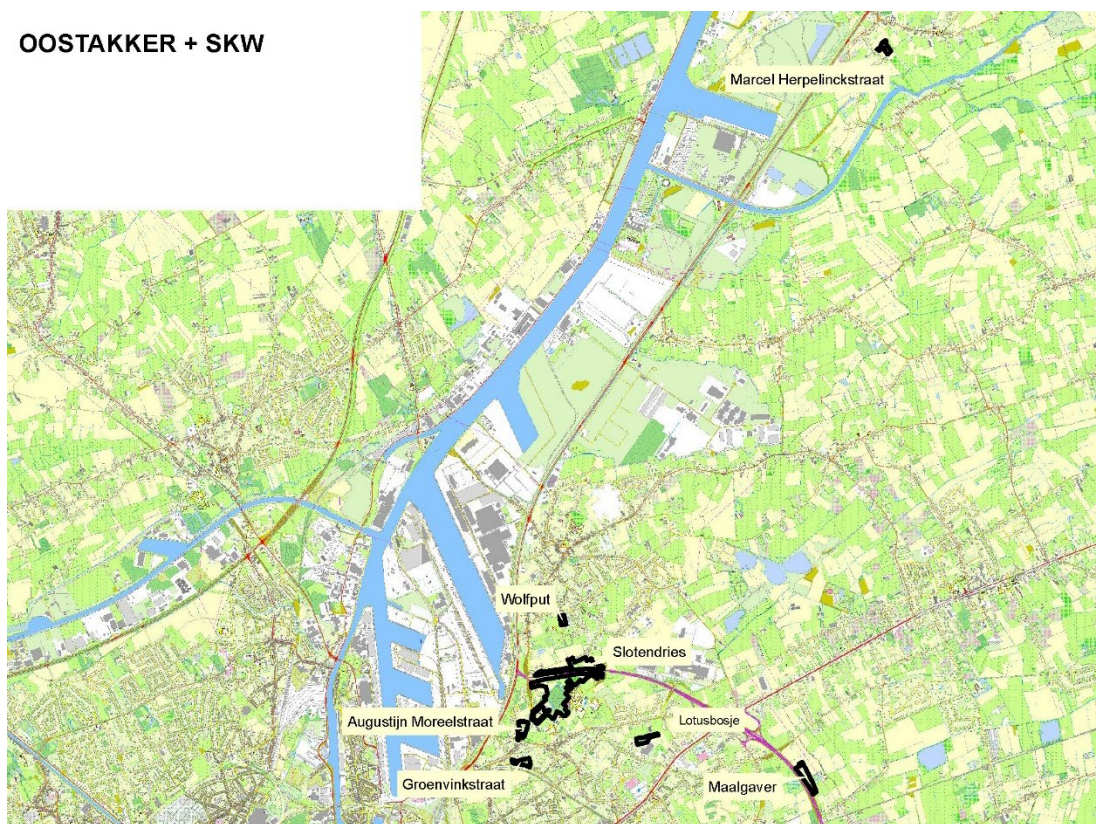 OOSTAKKER + SKW
Marcel Herpelinckstraat
Wolfput
Slotendries
Augustijn Moreelstraat
Lotusbosje
Groenvinkstraat
Maalgaver